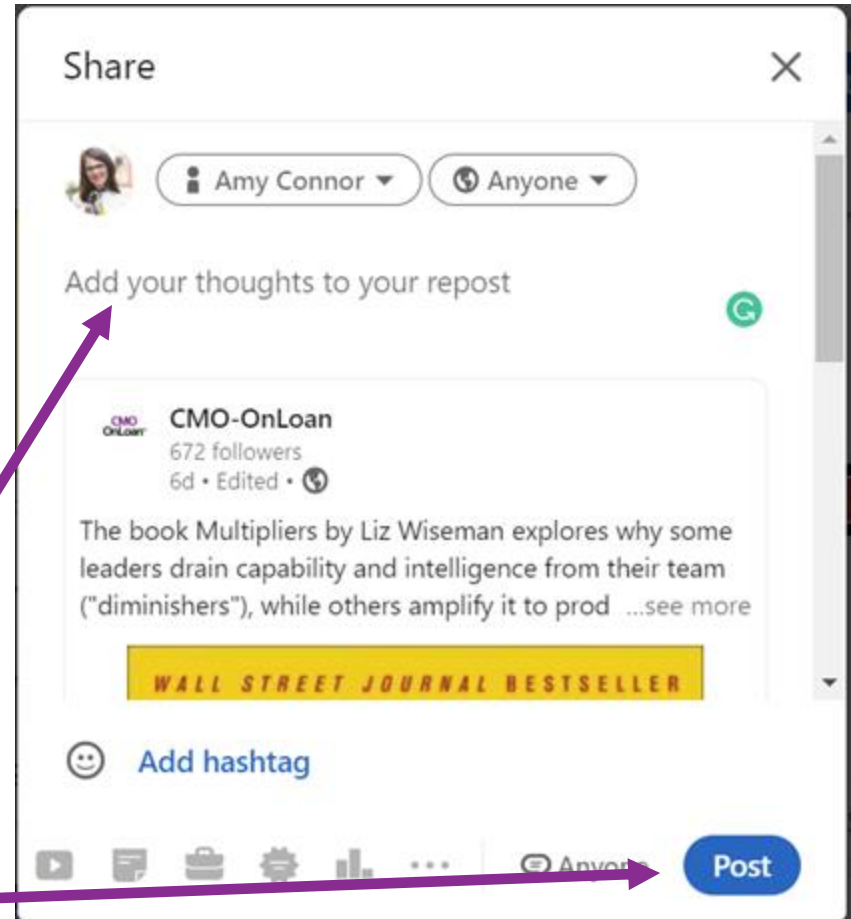 Share
Amy Connor
Anyone
Add your thoughts to your repost
G
CMO
OnLoan
CMO-OnLoan
672 followers
6d • Edited •
The book Multipliers by Liz Wiseman explores why some
leaders drain capability and intelligence from their team
("diminishers"), while others amplify it to prod ...see more
WALL STREET JOURNAL BESTSELLER
Add hashtag
Anyone
Post